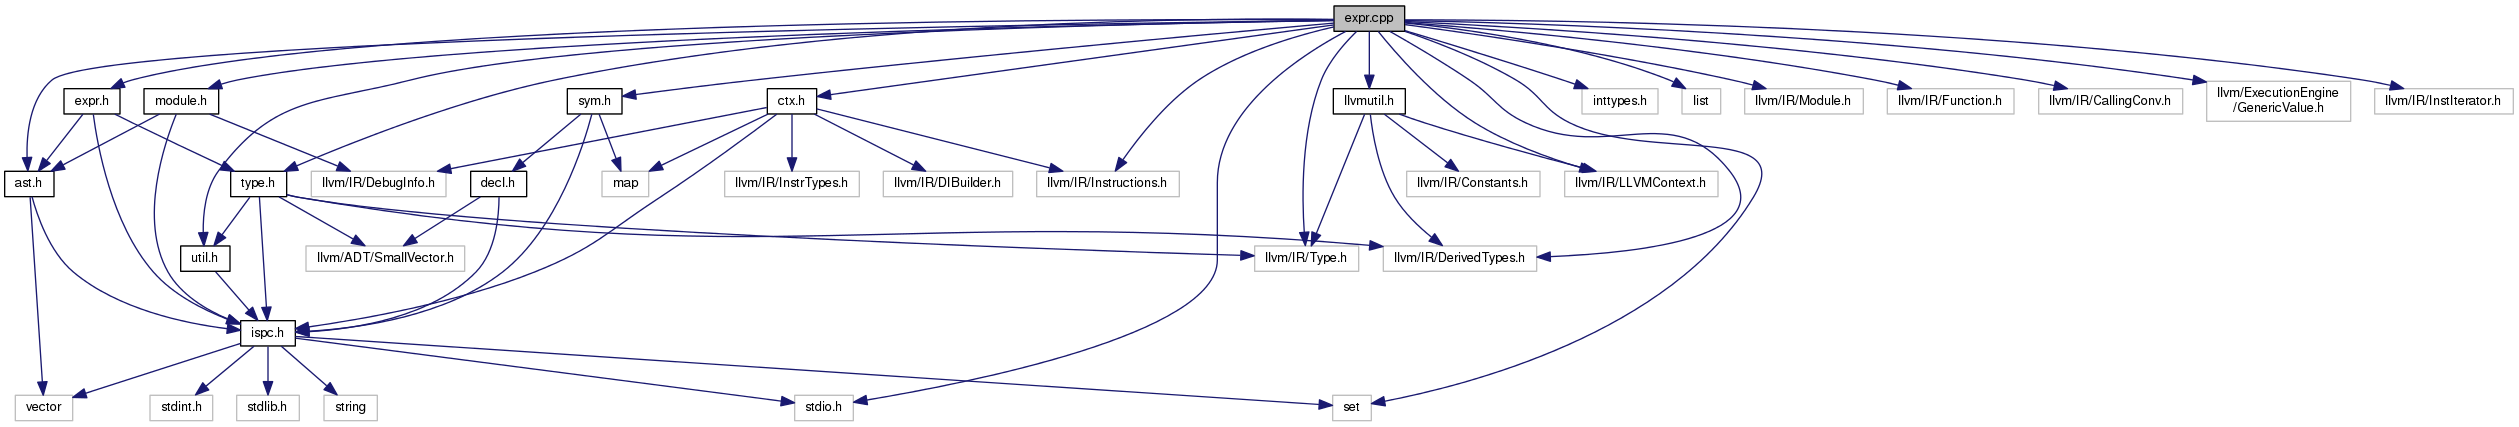 expr.cpp
expr.h
module.h
sym.h
ctx.h
llvmutil.h
inttypes.h
list
llvm/IR/Module.h
llvm/IR/Function.h
llvm/IR/CallingConv.h
llvm/ExecutionEngine
/GenericValue.h
llvm/IR/InstIterator.h
ast.h
type.h
llvm/IR/DebugInfo.h
decl.h
map
llvm/IR/InstrTypes.h
llvm/IR/DIBuilder.h
llvm/IR/Instructions.h
llvm/IR/Constants.h
llvm/IR/LLVMContext.h
util.h
llvm/ADT/SmallVector.h
llvm/IR/Type.h
llvm/IR/DerivedTypes.h
ispc.h
vector
stdint.h
stdlib.h
string
stdio.h
set